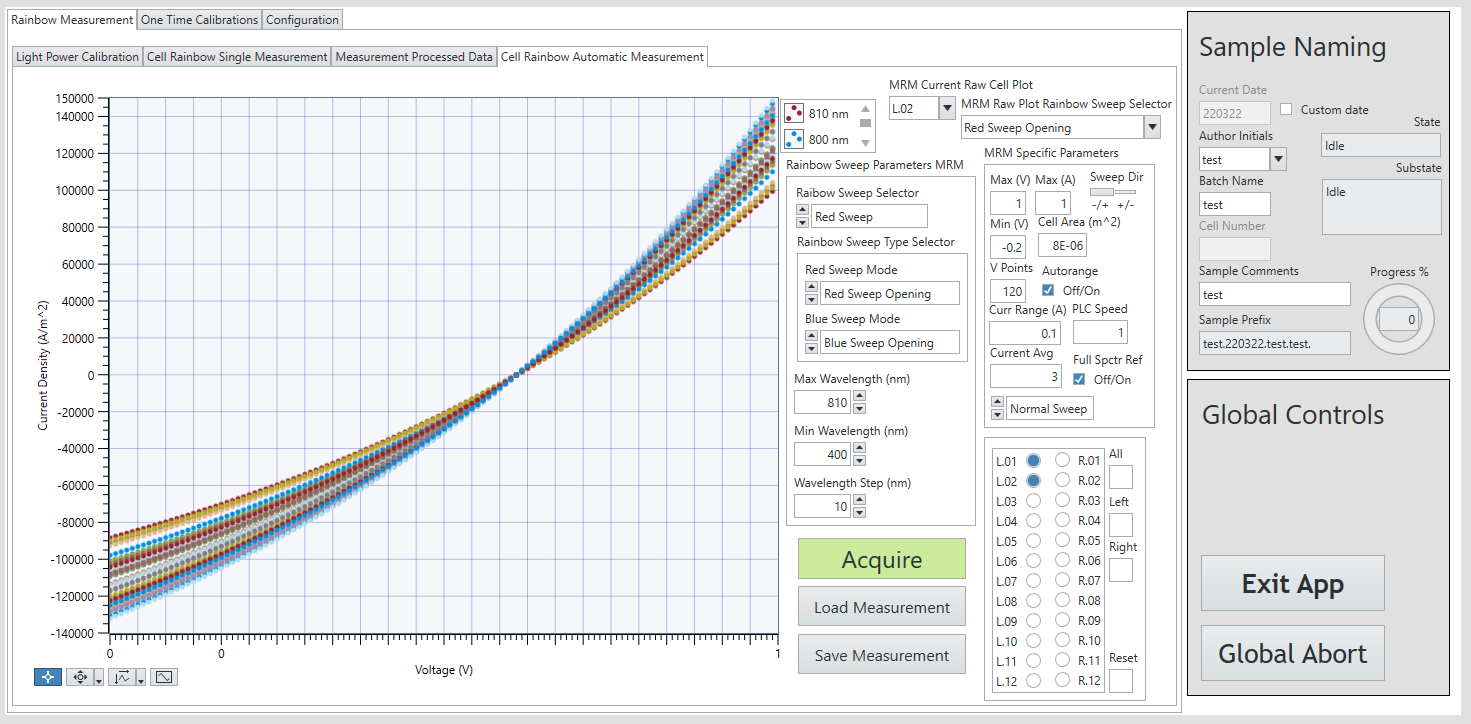 Rainbow Measurement
One Time Calibrations
Configuration
Light Power Calibration
Cell Rainbow Single Measurement
Measurement Processed Data
Cell Rainbow Automatic Measurement
150000
140000
120000
100000
80000
60000
40000
20000
0
-20000
-40000
-60000
-80000
-100000
-120000
-140000
Current Density (A/m^2)
0
0
1
Voltage (V)
810 nm
800 nm
MRM Current Raw Cell Plot
L.02
MRM Raw Plot Rainbow Sweep Selector
Red Sweep Opening
Rainbow Sweep Parameters MRM
Raibow Sweep Selector
Red Sweep
Rainbow Sweep Type Selector
Red Sweep Mode
Red Sweep Opening
Blue Sweep Mode
Blue Sweep Opening
Max Wavelength (nm)
810
Min Wavelength (nm)
400
Wavelength Step (nm)
10
Acquire
Load Measurement
Save Measurement
MRM Specific Parameters
Max (V) Max (A) Sweep Dir
1 1 -/+ +/-
Min (V) Cell Area (m^2)
-0.2 8E-06
V Points Autorange
120 Off/On
Curr Range (A) PLC Speed
0.1 1
Current Avg Full Spctr Ref
3 Off/On
Normal Sweep
L.01 R.01 All
L.02 R.02
L.03 R.03 Left
L.04 R.04
L.05 R.05 Right
L.06 R.06
L.07 R.07
L.08 R.08
L.09 R.09
L.10 R.10
L.11 R.11 Reset
L.12 R.12
Sample Naming
Current Date
220322 Custom date
State
Idle
Author Initials
test
Substate
Idle
Batch Name
test
Cell Number
Sample Comments
test
Progress %
0
Sample Prefix
test.220322.test.test.
Global Controls
Exit App
Global Abort